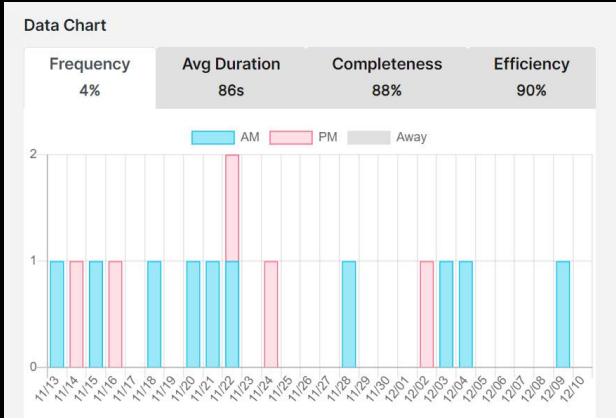 Data Chart
Frequency Avg Duration Completeness Efficiency
4% 86s 88% 90%
AM PM Away
2
1
0
11/13 11/14 11/15 11/16 11/17 11/18 11/19 11/20 11/21 11/22 11/23 11/24 11/25 11/26 11/27 11/28 11/29 11/30 12/01 12/02 12/03 12/04 12/05 12/06 12/07 12/08 12/09 12/10